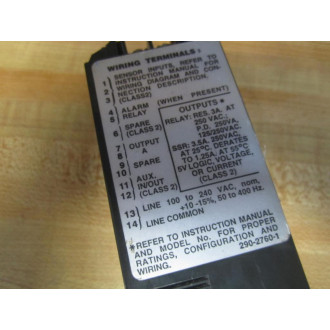 WIRING TERMINALS:
1 SENSOR INPUTS, REFER TO
2 INSTRUCTION MANUAL FOR
3 WIRING DIAGRAM AND CON-
NECTION DESCRIPTION.
(CLASS2)
4 ALARM (WHEN PRESENT)
5 RELAY
6 SPARE (CLASS 2)
7 OUTPUT
8 A
9 SPARE
10
11 AUX.
12 IN/OUT (CLASS 2)
OUTPUTS
RELAY: RES. 3A. AT
250 VAC.
P.D. 250VA,
125/250VAC.
SSR: 3.5A, 250VAC,
AT 25°C. DERATES
TO 1.25A. AT 55°C
5V LOGIC, VOLTAGE,
OR CURRENT
(CLASS 2)
13 LINE 100 to 240 VAC, nom.
+10 -15%, 50 to 400 Hz.
14 LINE COMMON
REFER TO INSTRUCTION MANUAL
AND MODEL No. FOR PROPER
RATINGS, CONFIGURATION AND
WIRING. 290-2750-1